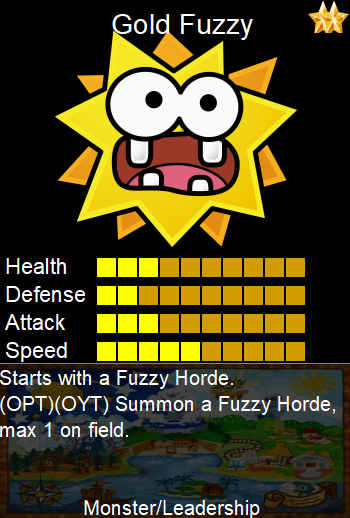 Gold Fuzzy
Health
Defense
Attack
Speed
Starts with a Fuzzy Horde.
(OPT)(OYT) Summon a Fuzzy Horde,
max 1 on field.
Monster/Leadership